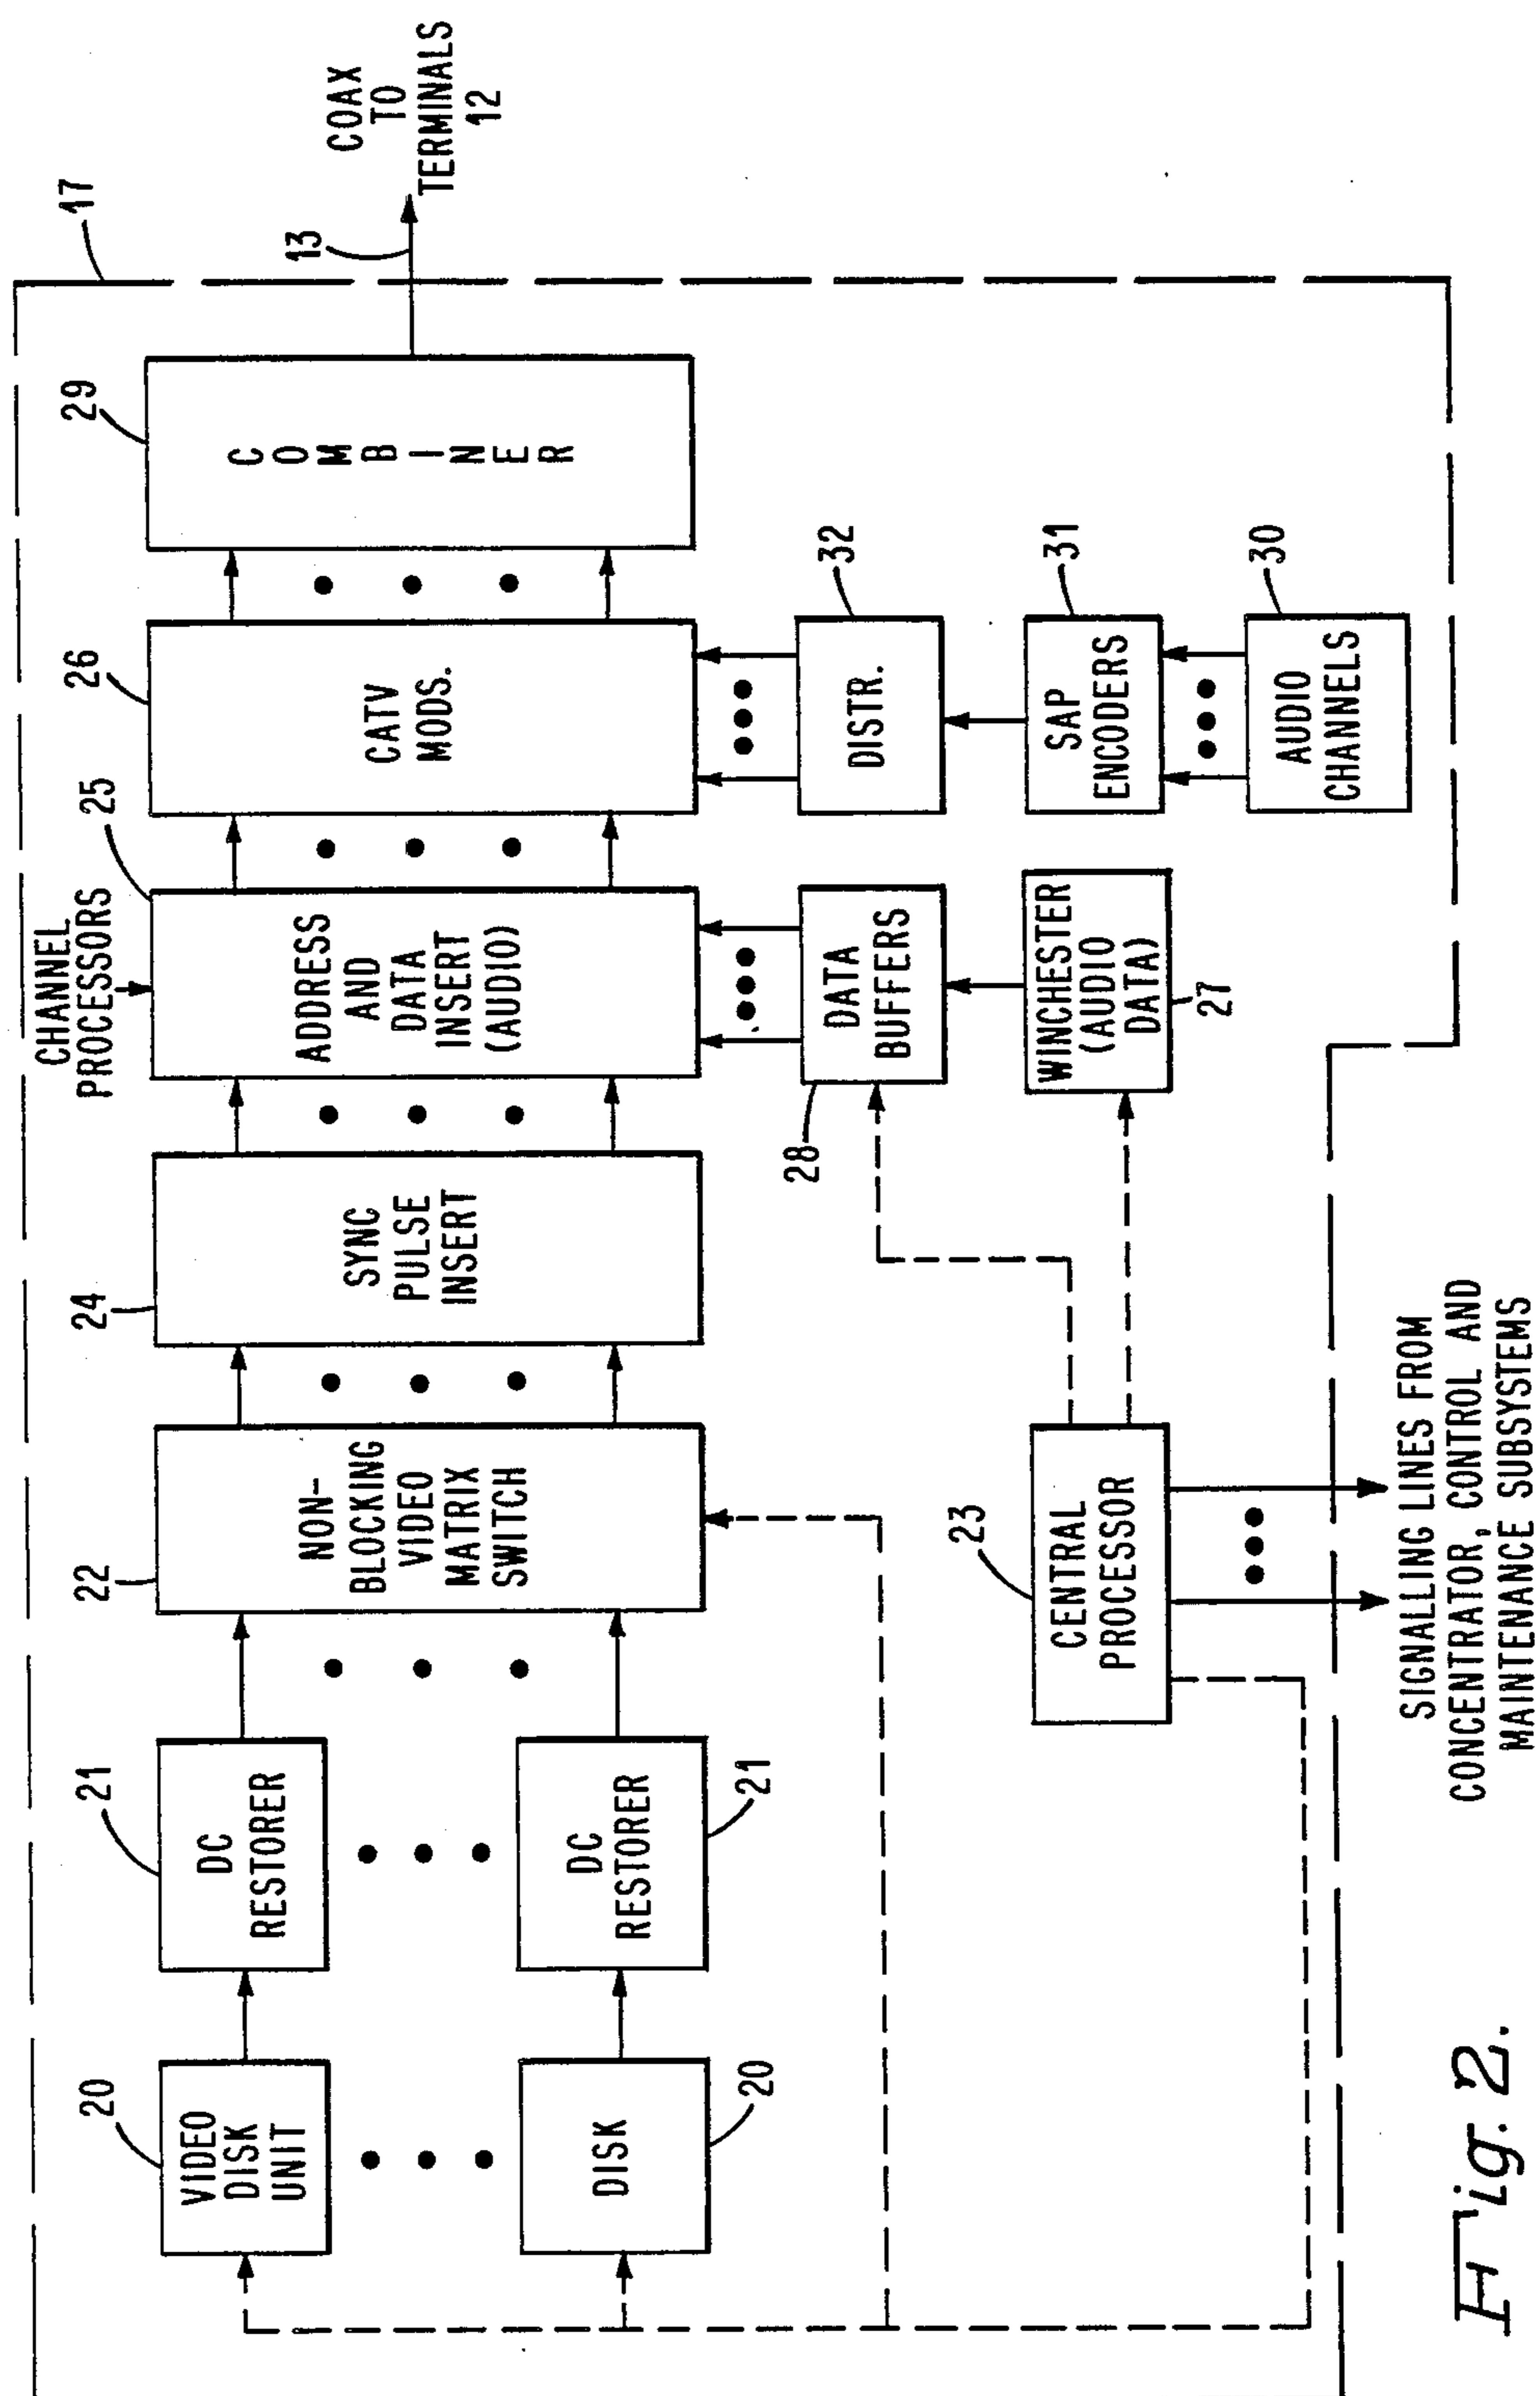 17
COAX
TO
TERMINALS
12
13
29
COMBINER
26
CATV
MODS.
CHANNEL
PROCESSORS
25
ADDRESS
AND
DATA
INSERT
(AUDIO)
24
SYNC
PULSE
INSERT
22
NON-
BLOCKING
VIDEO
MATRIX
SWITCH
21
DC
RESTORER
DC
RESTORER
21
20
VIDEO
DISK
UNIT
DISK
20
32
DISTR.
31
SAP
ENCODERS
30
AUDIO
CHANNELS
28
DATA
BUFFERS
WINCHESTER
(AUDIO
DATA)
27
23
CENTRAL
PROCESSOR
SIGNALLING LINES FROM
CONCENTRATOR, CONTROL AND
MAINTENANCE SUBSYSTEMS
Fig. 2.